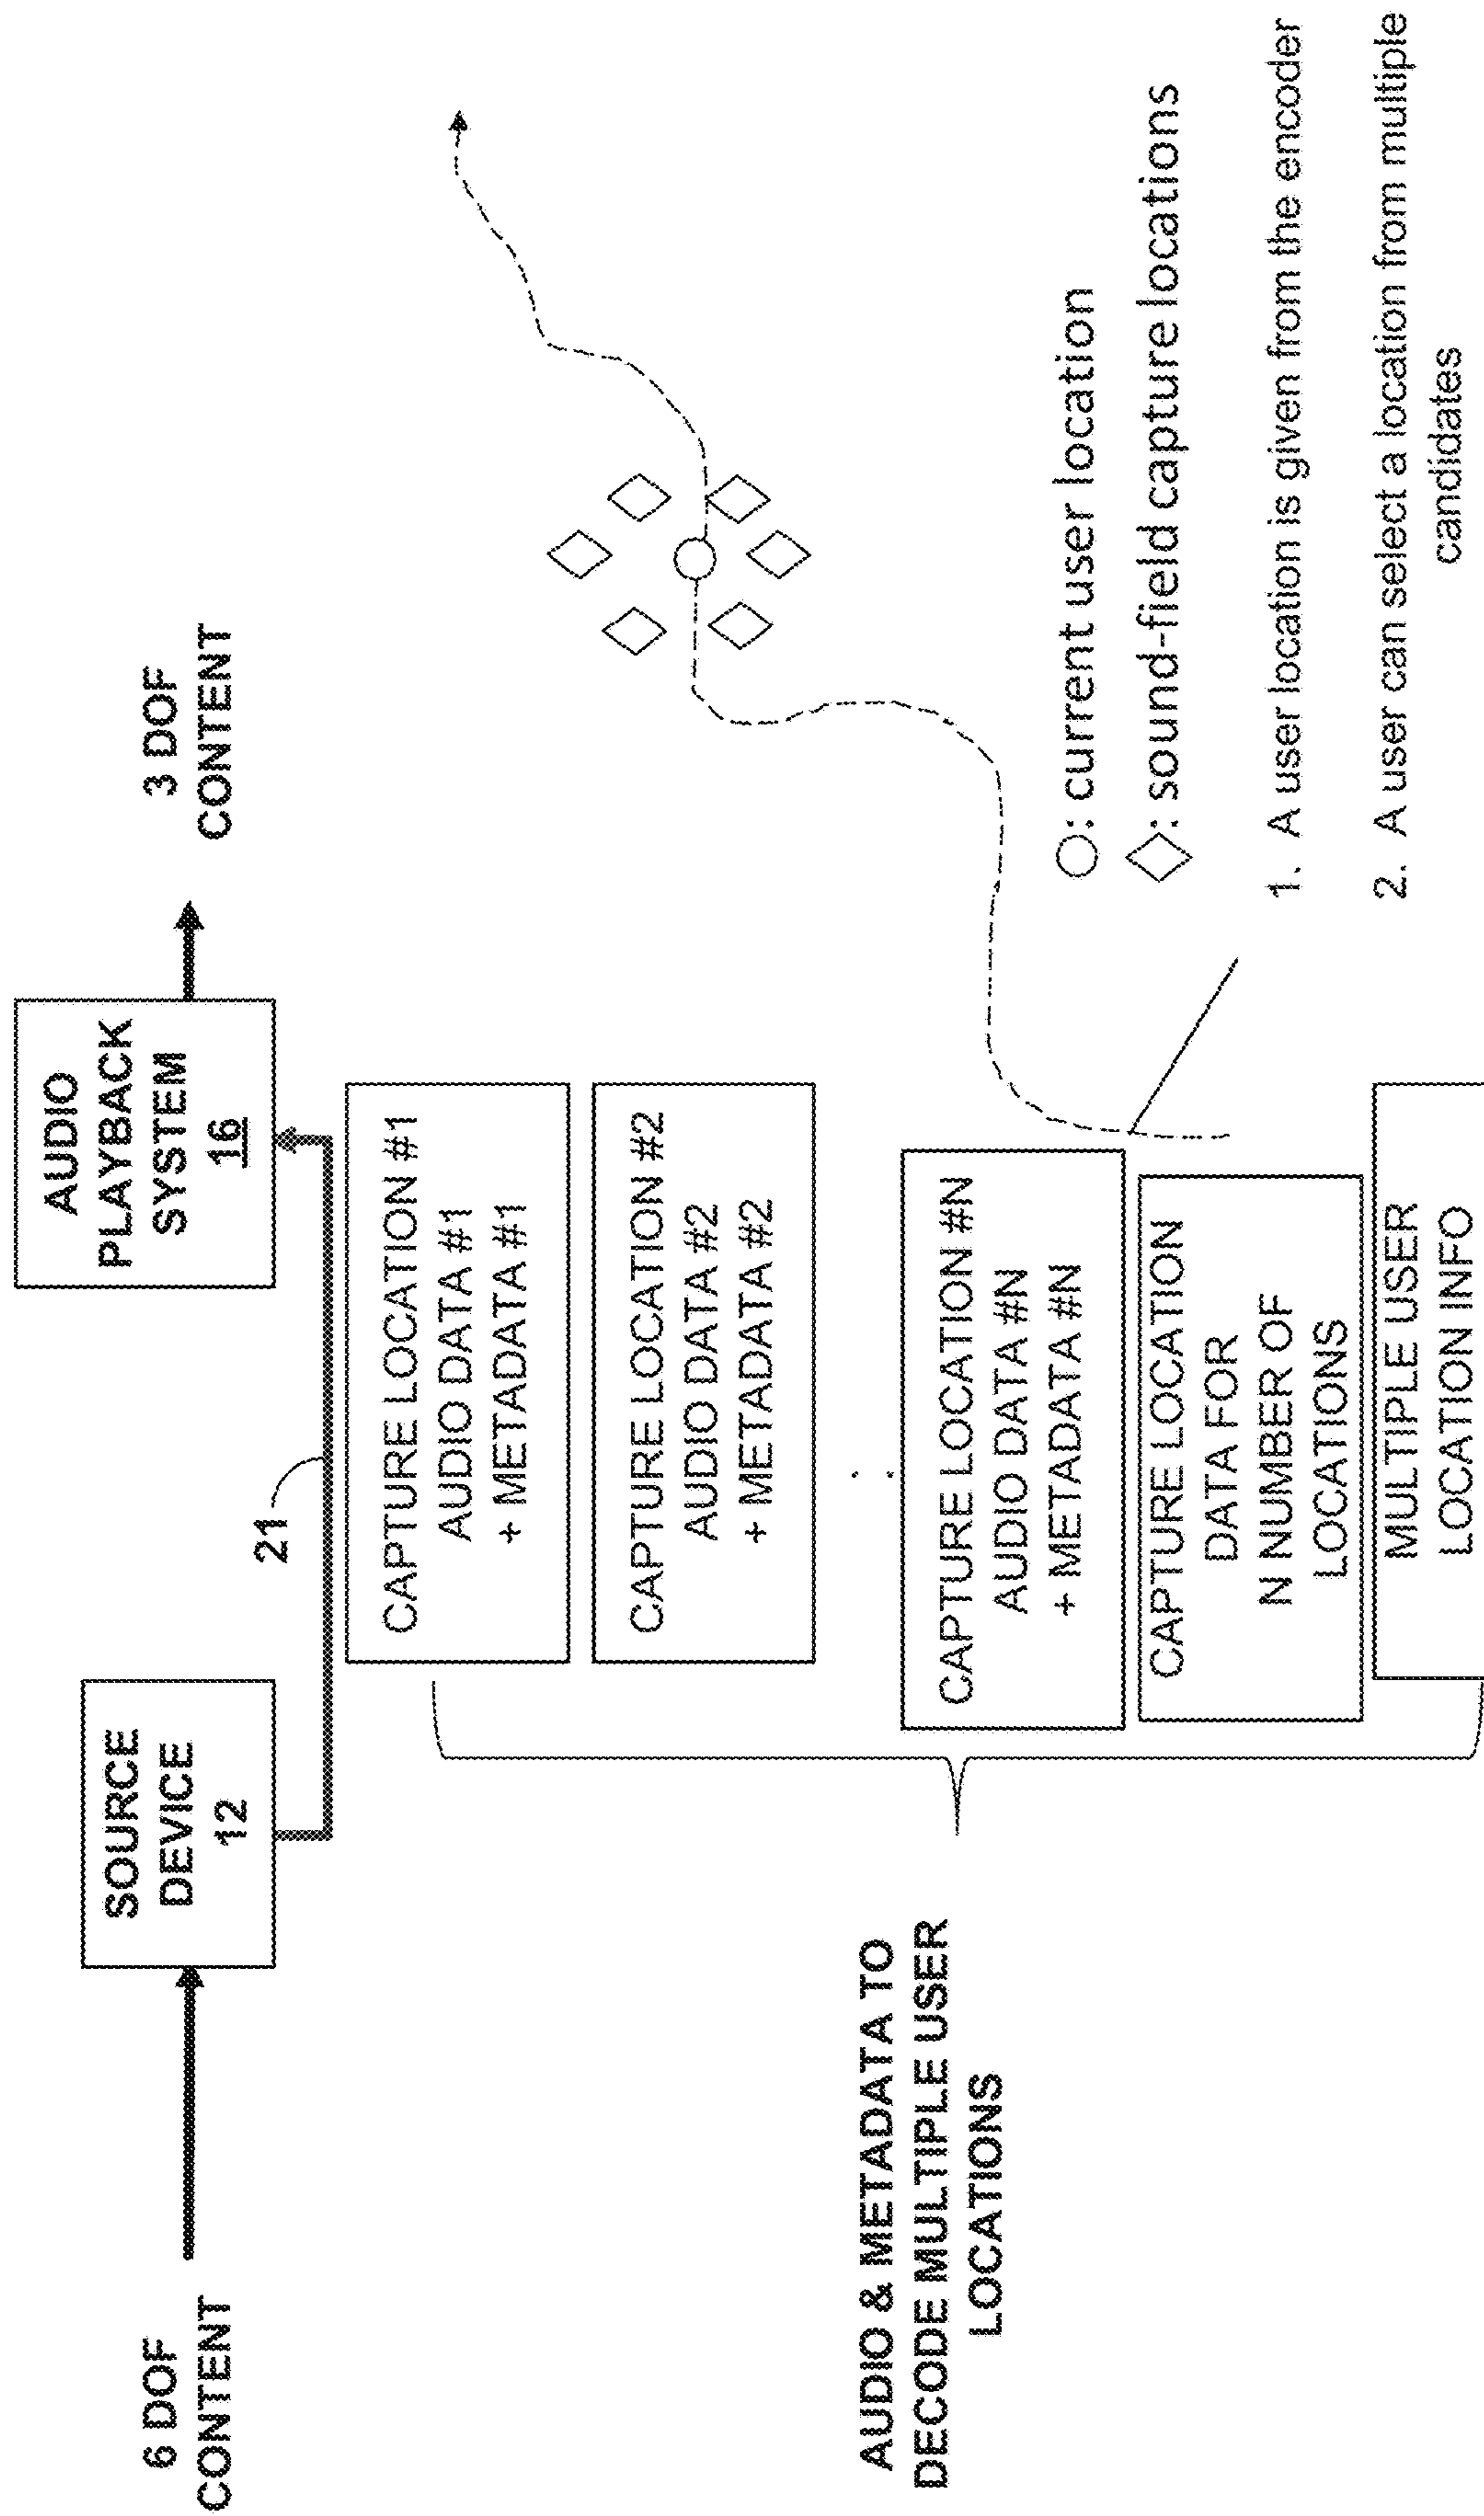 6 DOF
CONTENT
SOURCE
DEVICE
12
21
AUDIO
PLAYBACK
SYSTEM
16
3 DOF
CONTENT
AUDIO & METADATA TO
DECODE MULTIPLE USER
LOCATIONS
CAPTURE LOCATION #1
AUDIO DATA #1
+ METADATA #1
CAPTURE LOCATION #2
AUDIO DATA #2
+ METADATA #2
CAPTURE LOCATION #N
AUDIO DATA #N
+ METADATA #N
CAPTURE LOCATION
DATA FOR
N NUMBER OF
LOCATIONS
MULTIPLE USER
LOCATION INFO
: current user location
: sound-field capture locations
1. A user location is given from the encoder
2. A user can select a location from multiple
candidates